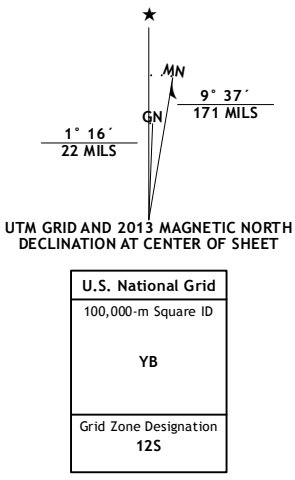 MN
9° 37´
171 MILS
GN
1° 16´
22 MILS
UTM GRID AND 2013 MAGNETIC NORTH
DECLINATION AT CENTER OF SHEET
U.S. National Grid
100,000-m Square ID
YB
Grid Zone Designation
12S